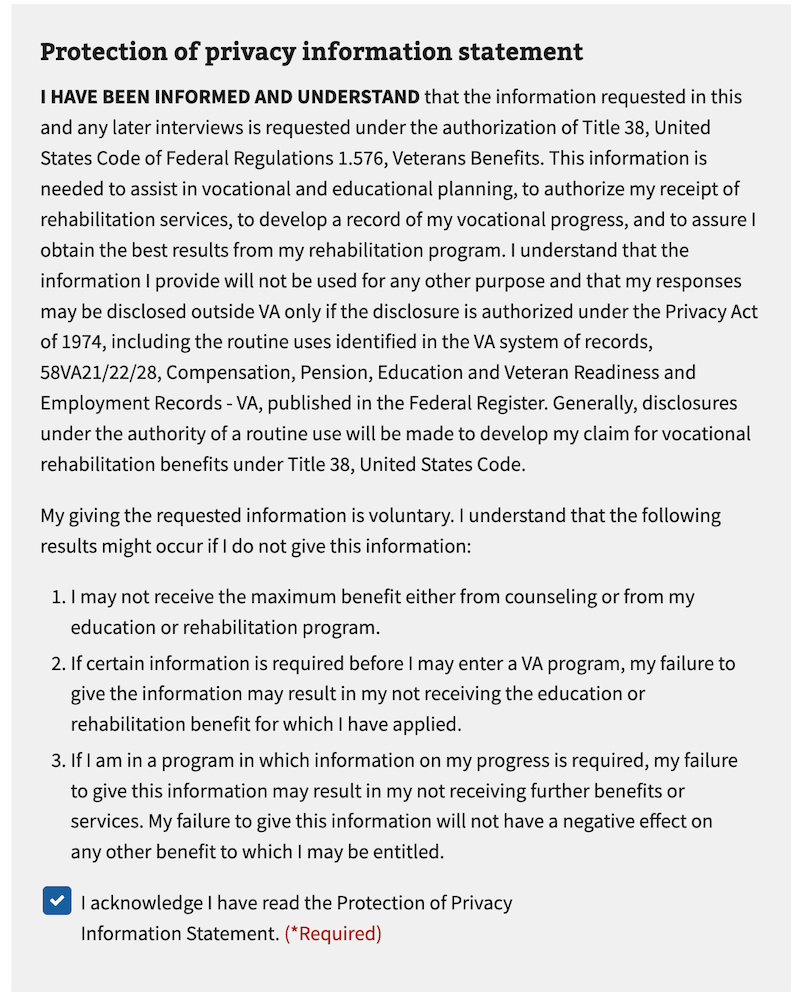 Protection of privacy information statement
I HAVE BEEN INFORMED AND UNDERSTAND that the information requested in this
and any later interviews is requested under the authorization of Title 38, United
States Code of Federal Regulations 1.576, Veterans Benefits. This information is
needed to assist in vocational and educational planning, to authorize my receipt of
rehabilitation services, to develop a record of my vocational progress, and to assure I
obtain the best results from my rehabilitation program. I understand that the
information I provide will not be used for any other purpose and that my responses
may be disclosed outside VA only if the disclosure is authorized under the Privacy Act
of 1974, including the routine uses identified in the VA system of records,
58VA21/22/28, Compensation, Pension, Education and Veteran Readiness and
Employment Records - VA, published in the Federal Register. Generally, disclosures
under the authority of a routine use will be made to develop my claim for vocational
rehabilitation benefits under Title 38, United States Code.
My giving the requested information is voluntary. I understand that the following
results might occur if I do not give this information:
1. I may not receive the maximum benefit either from counseling or from my
education or rehabilitation program.
2. If certain information is required before I may enter a VA program, my failure to
give the information may result in my not receiving the education or
rehabilitation benefit for which I have applied.
3. If I am in a program in which information on my progress is required, my failure
to give this information may result in my not receiving further benefits or
services. My failure to give this information will not have a negative effect on
any other benefit to which I may be entitled.
I acknowledge I have read the Protection of Privacy
Information Statement. (*Required)